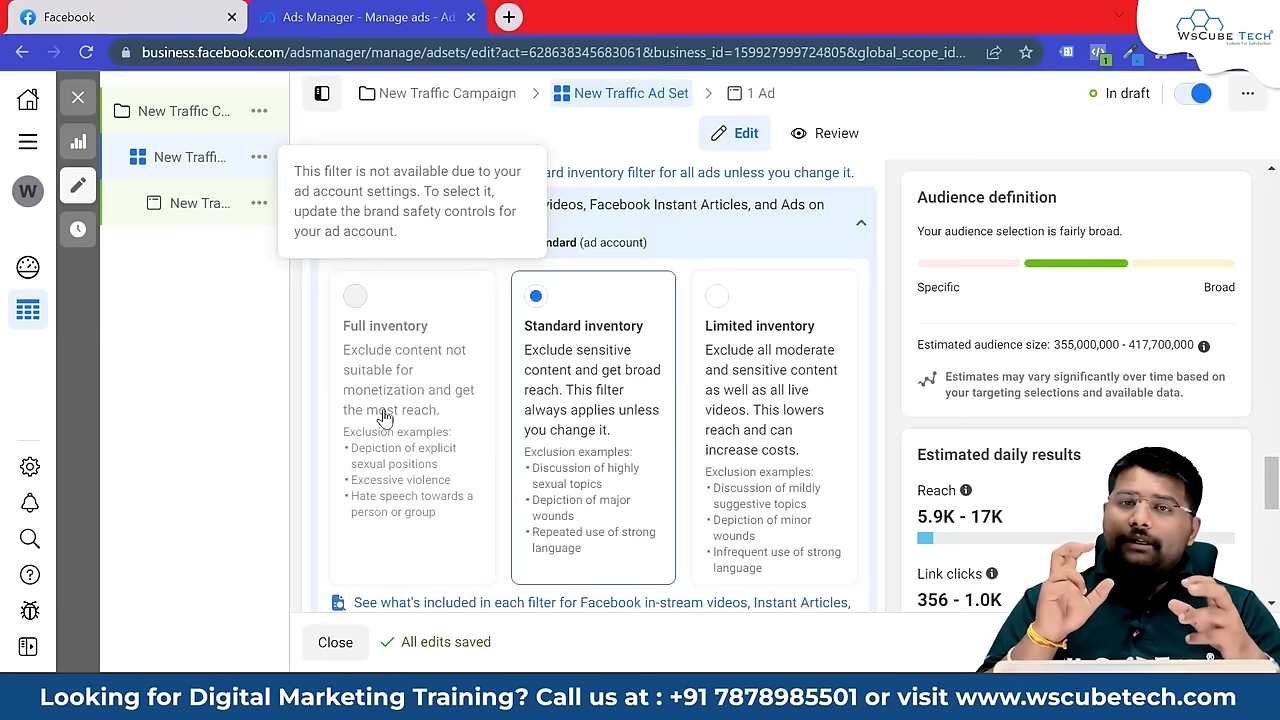 Facebook
Ads Manager - Manage ads - Ad
business.facebook.com/adsmanager/manage/adsets/edit?act=628638345683061&business_id=1599279997248058&global_scope_id...
WsCube Tech
System For Satisfaction
New Traffic C...
New Traffi...
New Tra...
W
New Traffic Campaign
New Traffic Ad Set
1 Ad
In draft
Edit
Review
This filter is not available due to your
ad account settings. To select it,
update the brand safety controls for
your ad account.
ard inventory filter for all ads unless you change it.
videos, Facebook Instant Articles, and Ads on
ndard (ad account)
Full inventory
Exclude content not
suitable for
monetization and get
the most reach.
Exclusion examples:
• Depiction of explicit
sexual positions
• Excessive violence
• Hate speech towards a
person or group
Standard inventory
Exclude sensitive
content and get broad
reach. This filter
always applies unless
you change it.
Exclusion examples:
• Discussion of highly
sexual topics
• Depiction of major
wounds
• Repeated use of strong
language
Limited inventory
Exclude all moderate
and sensitive content
as well as all live
videos. This lowers
reach and can
increase costs.
Exclusion examples:
• Discussion of mildly
suggestive topics
• Depiction of minor
wounds
• Infrequent use of strong
language
See what's included in each filter for Facebook in-stream videos, Instant Articles,
Close
All edits saved
Audience definition
Your audience selection is fairly broad.
Specific
Broad
Estimated audience size: 355,000,000 - 417,700,000
Estimates may vary significantly over time based on
your targeting selections and available data.
Estimated daily results
Reach
5.9K - 17K
Link clicks
356 - 1.0K
Looking for Digital Marketing Training? Call us at : +91 7878985501 or visit www.wscubetech.com